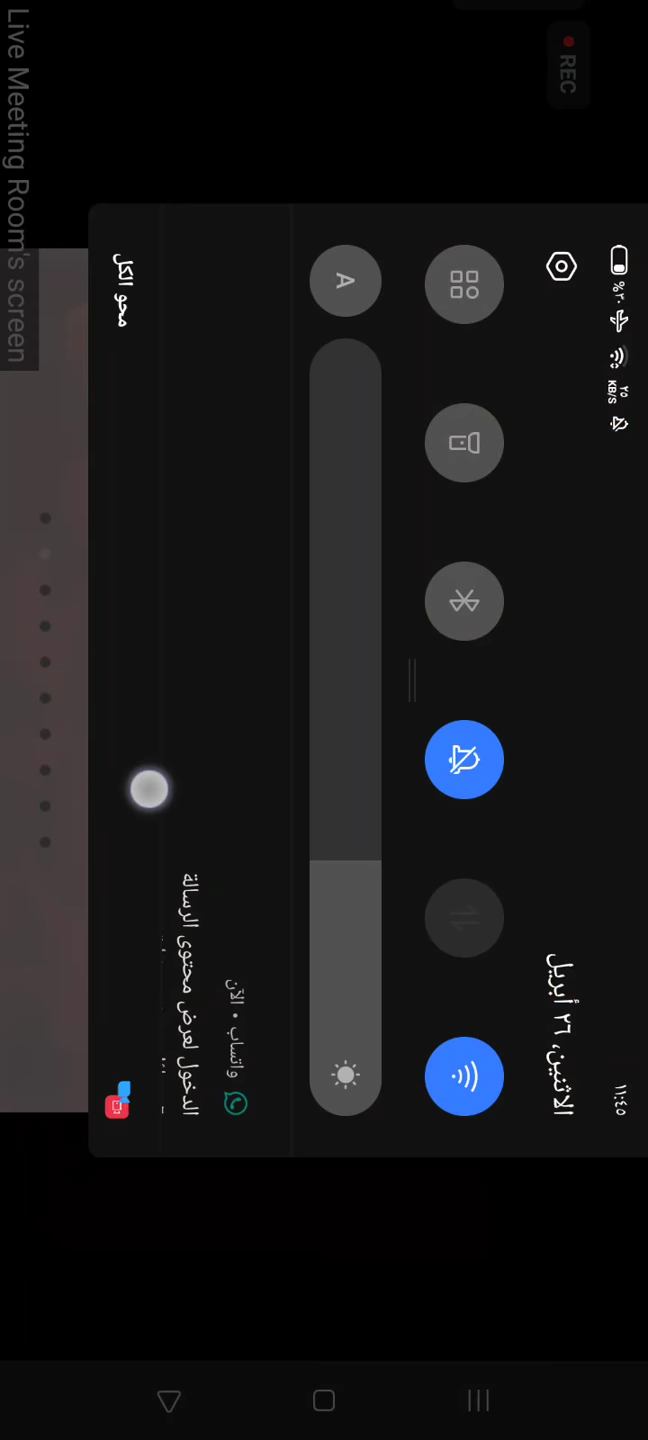 REC
١١:٤٥
%٢٠
٢٥
KB/S
الاثنين، ٢٦ أبريل
A
واتساب • الآن
الدخول لعرض محتوى الرسالة
محو الكل
Live Meeting Room's screen